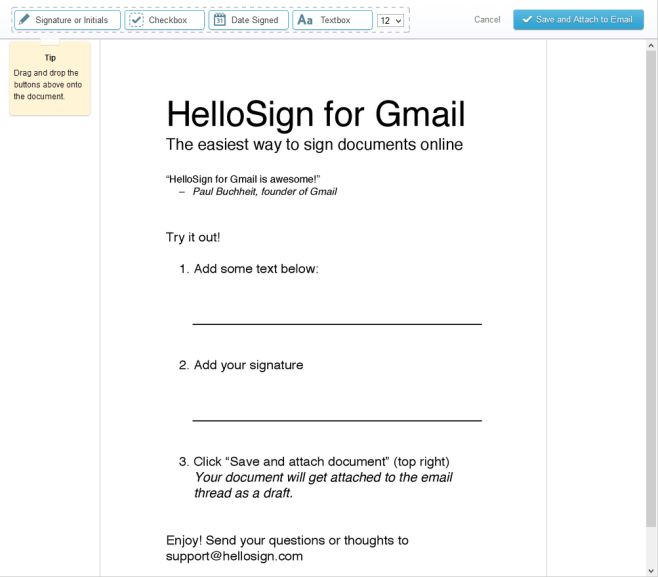 Signature or Initials Checkbox 31 Date Signed Aa Textbox 12 Cancel Save and Attach to Email
Tip
Drag and drop the
buttons above onto
the document.
HelloSign for Gmail
The easiest way to sign documents online
“HelloSign for Gmail is awesome!”
– Paul Buchheit, founder of Gmail
Try it out!
1. Add some text below:
2. Add your signature
3. Click “Save and attach document” (top right)
Your document will get attached to the email
thread as a draft.
Enjoy! Send your questions or thoughts to
support@hellosign.com